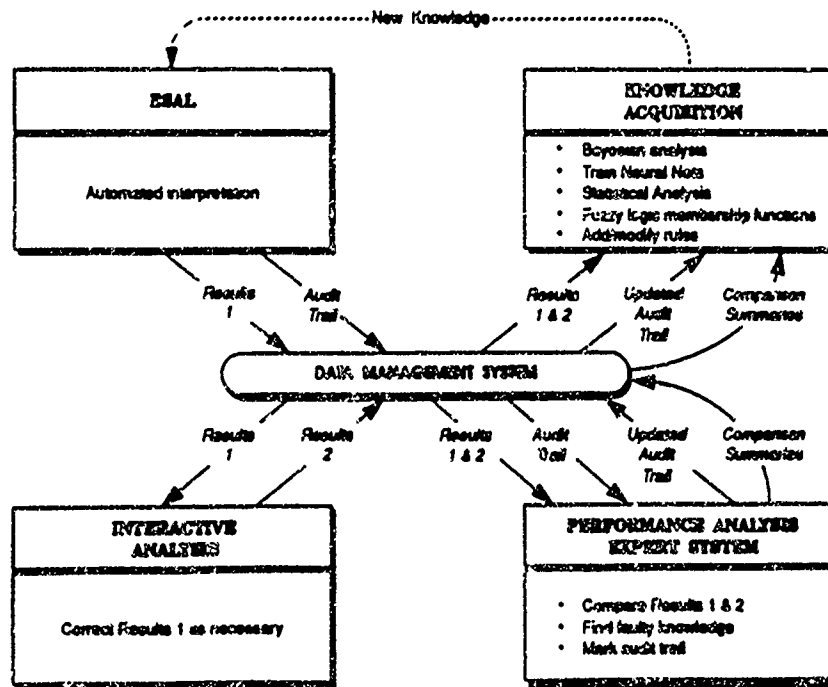 New Knowledge
ESAL
Automated interpretation
KNOWLEDGE
ACQUISITION
• Bayesian analysis
• Train Neural Nets
• Statistical Analysis
• Fuzzy logic membership functions
• Add/modify rules
Results
1
Audit
Trail
Results
1 & 2
Updated
Audit
Trail
Comparison
Summaries
DATA MANAGEMENT SYSTEM
Results
1
Results
2
Results
1 & 2
Audit
Trail
Updated
Audit
Trail
Comparison
Summaries
INTERACTIVE
ANALYSIS
Correct Results 1 as necessary
PERFORMANCE ANALYSIS
EXPERT SYSTEM
• Compare Results 1 & 2
• Find faulty knowledge
• Mark audit trail